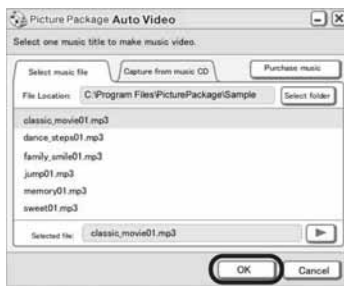 Picture Package Auto Video
Select one music title to make music video.
Select music file
Capture from music CD
Purchase music
File Location: C:\Program Files\PicturePackage\Sample
Select folder
classic_movie01.mp3
dance_steps01.mp3
family_smile01.mp3
jump01.mp3
memory01.mp3
sweet01.mp3
Selected file: classic_movie01.mp3
OK
Cancel